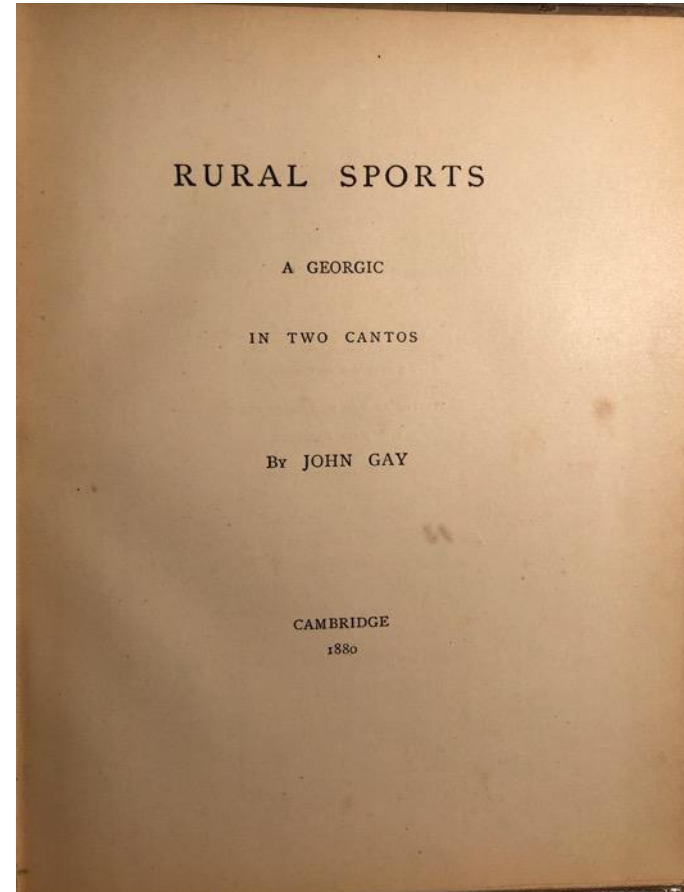 RURAL SPORTS
A GEORGIC
IN TWO CANTOS
By JOHN GAY
CAMBRIDGE
1880